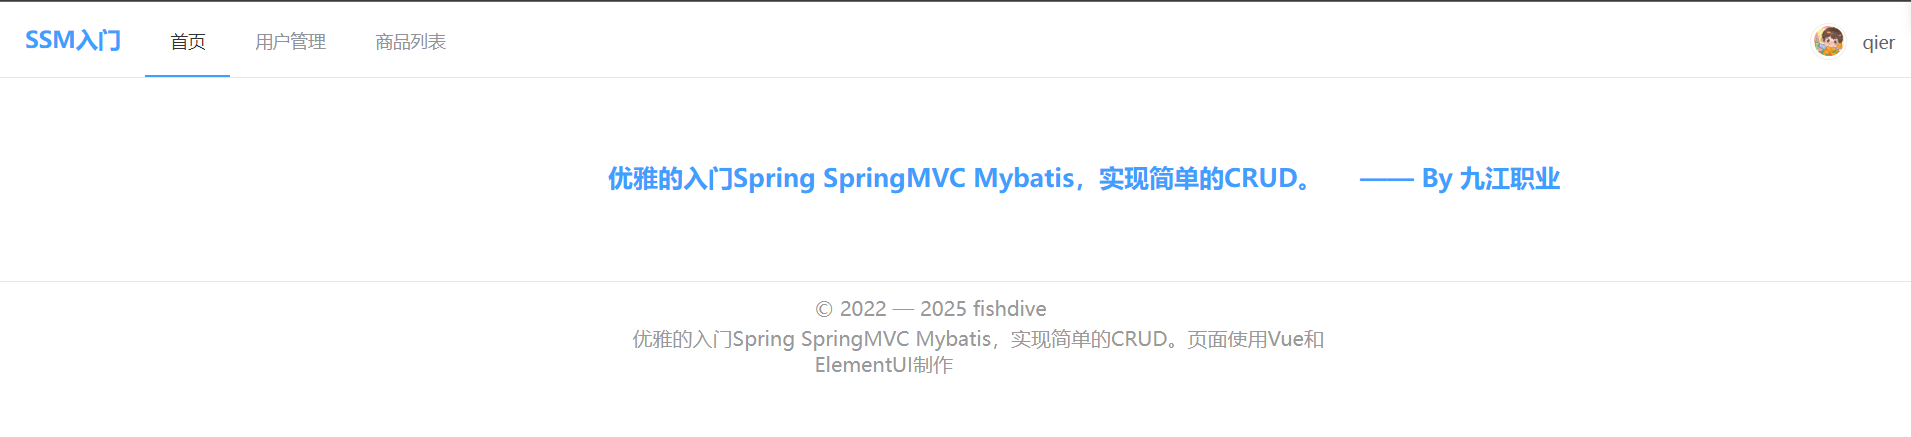 SSM入门 首页 用户管理 商品列表 qier
优雅的入门Spring SpringMVC Mybatis，实现简单的CRUD。 —— By 九江职业
© 2022 — 2025 fishdive
优雅的入门Spring SpringMVC Mybatis，实现简单的CRUD。页面使用Vue和
ElementUI制作